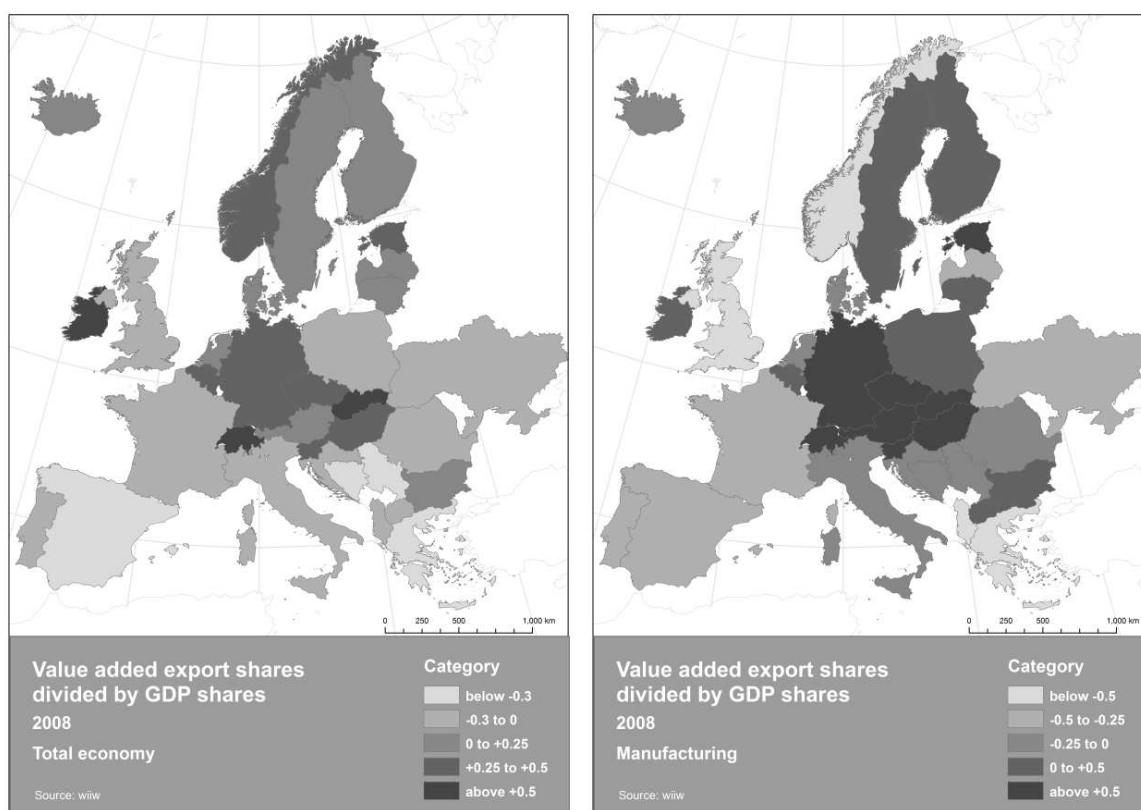 0 250 500 1,000 km
Value added export shares
divided by GDP shares
2008
Total economy
Source: wiiw
Category
below -0.3
-0.3 to 0
0 to +0.25
+0.25 to +0.5
above +0.5
0 250 500 1,000 km
Value added export shares
divided by GDP shares
2008
Manufacturing
Source: wiiw
Category
below -0.5
-0.5 to -0.25
-0.25 to 0
0 to +0.5
above +0.5